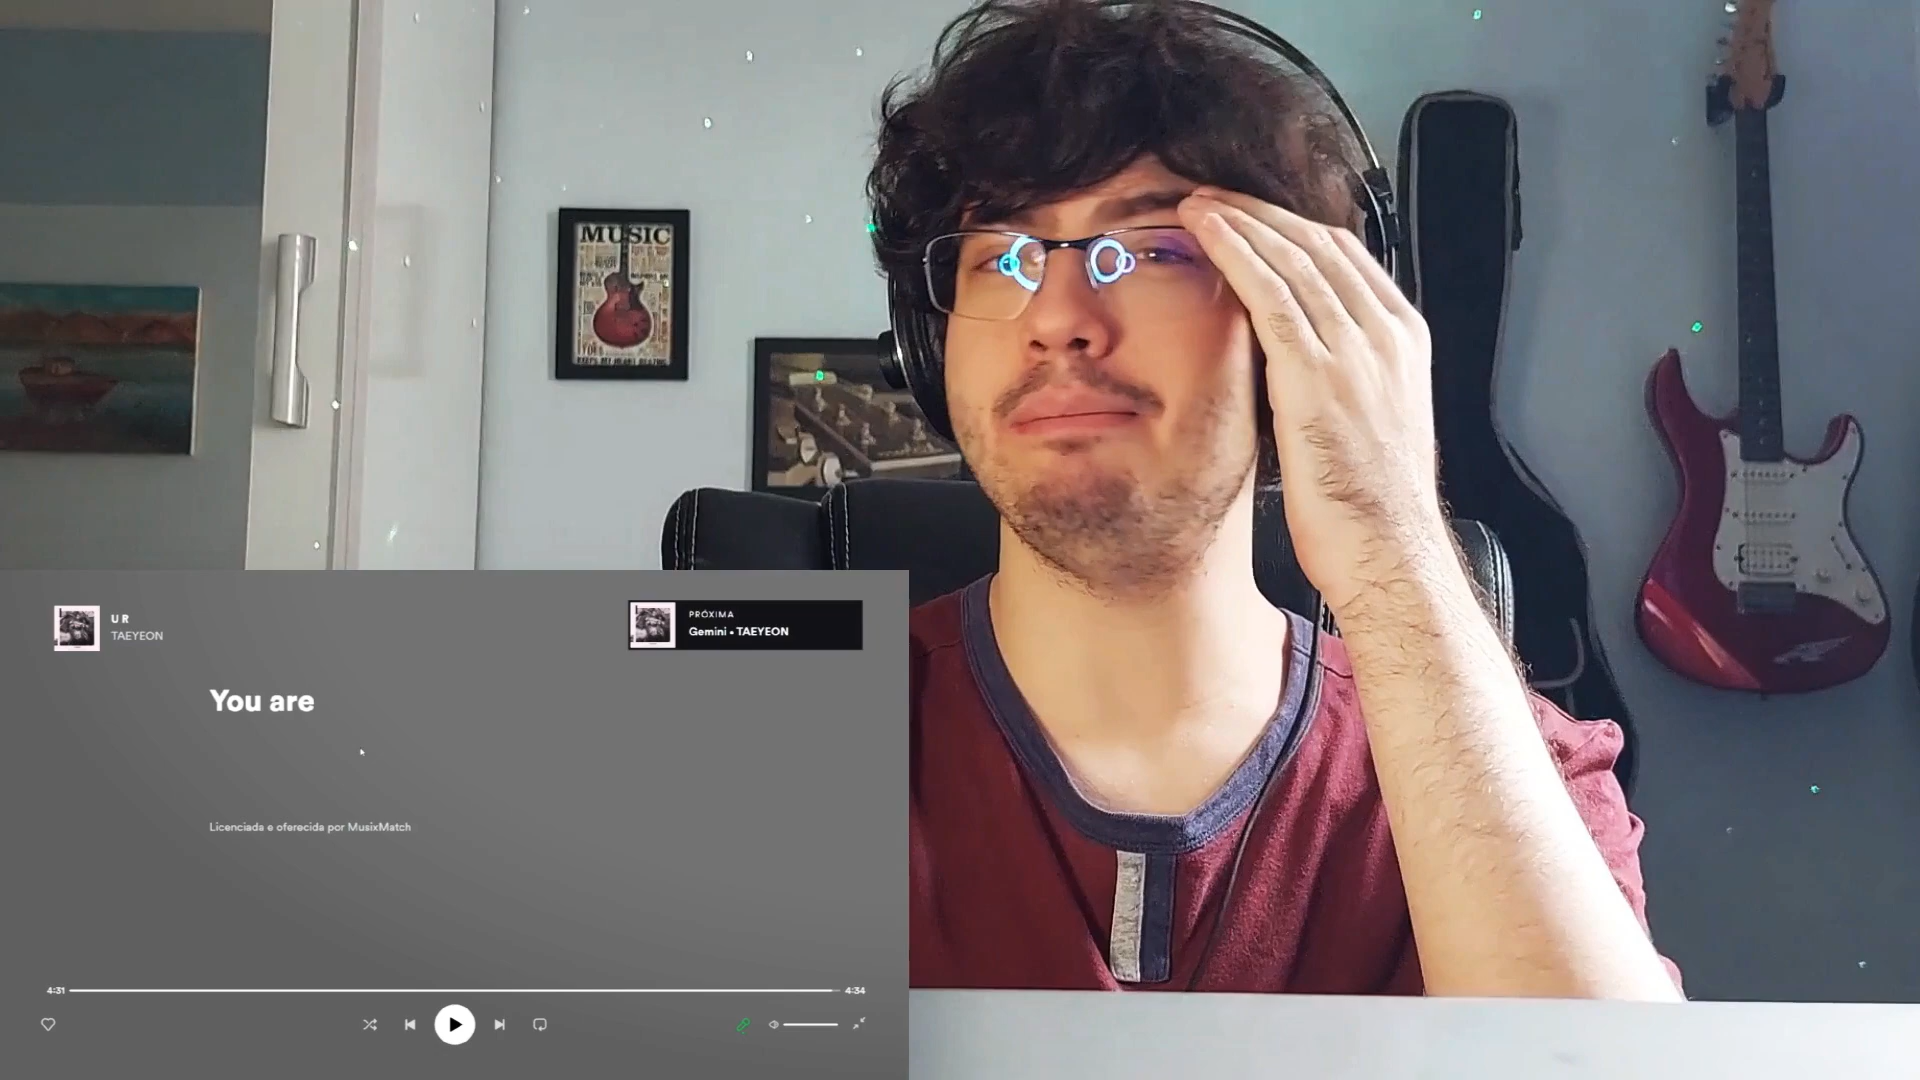 MUSIC
U R
TAEYEON
PRÓXIMA
Gemini • TAEYEON
You are
Licenciada e oferecida por MusixMatch
4:31
4:34